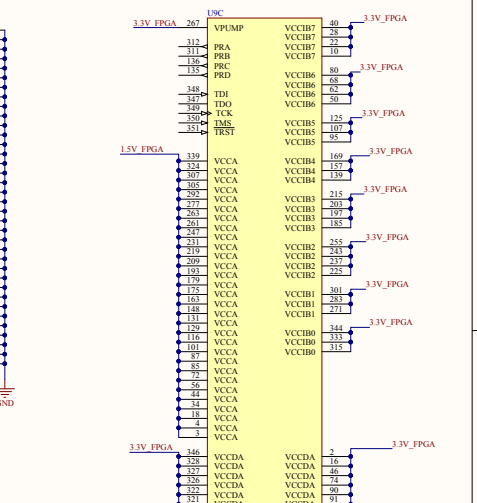 U9C
3.3V_FPGA 267 VPUMP VCCIB7 40 3.3V_FPGA
VCCIB7 28
312 PRA VCCIB7 22
311 PRB VCCIB7 10
136 PRC
135 PRD VCCIB6 80 3.3V_FPGA
VCCIB6 68
348 TDI VCCIB6 62
347 TDO VCCIB6 50
349 TCK
350 TMS VCCIB5 125 3.3V_FPGA
351 TRST VCCIB5 107
VCCIB5 95
1.5V_FPGA
339 VCCA VCCIB4 169 3.3V_FPGA
324 VCCA VCCIB4 157
307 VCCA VCCIB4 139
305 VCCA
292 VCCA VCCIB3 215 3.3V_FPGA
277 VCCA VCCIB3 203
263 VCCA VCCIB3 197
261 VCCA VCCIB3 185
247 VCCA
231 VCCA VCCIB2 255 3.3V_FPGA
219 VCCA VCCIB2 243
209 VCCA VCCIB2 237
193 VCCA VCCIB2 225
179 VCCA
175 VCCA VCCIB1 301 3.3V_FPGA
163 VCCA VCCIB1 283
148 VCCA VCCIB1 271
131 VCCA
129 VCCA VCCIB0 344 3.3V_FPGA
116 VCCA VCCIB0 333
101 VCCA VCCIB0 315
87 VCCA
85 VCCA
72 VCCA
56 VCCA
44 VCCA
34 VCCA
18 VCCA
4 VCCA
3 VCCA
GND
3.3V_FPGA 346 VCCDA VCCDA 2 3.3V_FPGA
328 VCCDA VCCDA 16
327 VCCDA VCCDA 46
326 VCCDA VCCDA 74
322 VCCDA VCCDA 90
321 VCCDA VCCDA 91